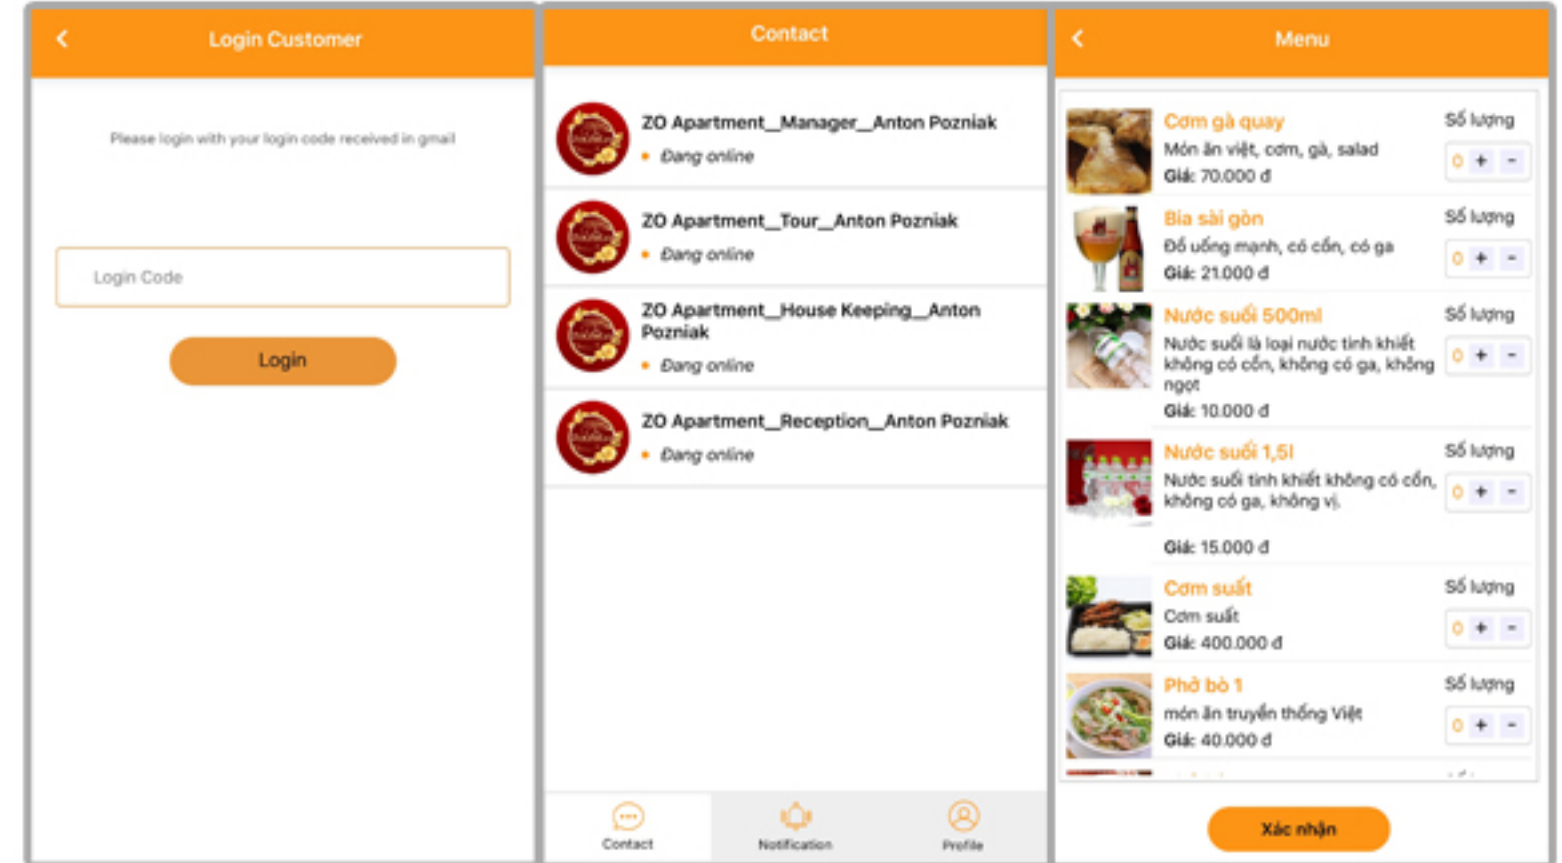 Login Customer
Please login with your login code received in gmail
Login Code
Login
Contact
ZO Apartment__Manager__Anton Pozniak
Đang online
ZO Apartment__Tour__Anton Pozniak
Đang online
ZO Apartment__House Keeping__Anton
Pozniak
Đang online
ZO Apartment__Reception__Anton Pozniak
Đang online
Contact
Notification
Profile
Menu
Cơm gà quay
Số lượng
Món ăn việt, cơm, gà, salad
0 + -
Giá: 70.000 đ
Bia sài gòn
Số lượng
Đồ uống mạnh, có cồn, có ga
0 + -
Giá: 21.000 đ
Nước suối 500ml
Số lượng
Nước suối là loại nước tinh khiết
không có cồn, không có ga, không
ngọt
0 + -
Giá: 10.000 đ
Nước suối 1,5l
Số lượng
Nước suối tinh khiết không có cồn,
không có ga, không vị.
0 + -
Giá: 15.000 đ
Cơm suất
Số lượng
Cơm suất
0 + -
Giá: 400.000 đ
Phở bò 1
Số lượng
món ăn truyền thống Việt
0 + -
Giá: 40.000 đ
Xác nhận